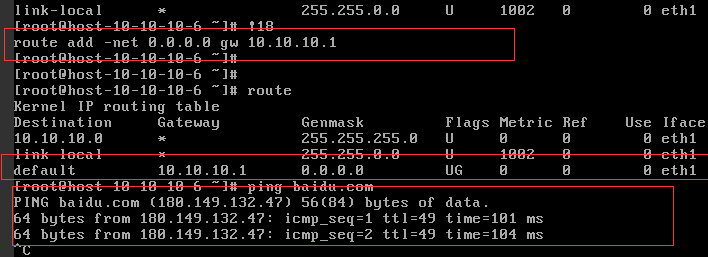 link-local * 255.255.0.0 U 1002 0 0 eth1
[root@host-10-10-10-6 ~]# !18
route add -net 0.0.0.0 gw 10.10.10.1
[root@host-10-10-10-6 ~]#
[root@host-10-10-10-6 ~]#
[root@host-10-10-10-6 ~]# route
Kernel IP routing table
Destination Gateway Genmask Flags Metric Ref Use Iface
10.10.10.0 * 255.255.255.0 U 0 0 0 eth1
link-local * 255.255.0.0 U 1002 0 0 eth1
default 10.10.10.1 0.0.0.0 UG 0 0 0 eth1
[root@host-10-10-10-6 ~]# ping baidu.com
PING baidu.com (180.149.132.47) 56(84) bytes of data.
64 bytes from 180.149.132.47: icmp_seq=1 ttl=49 time=101 ms
64 bytes from 180.149.132.47: icmp_seq=2 ttl=49 time=104 ms
^C